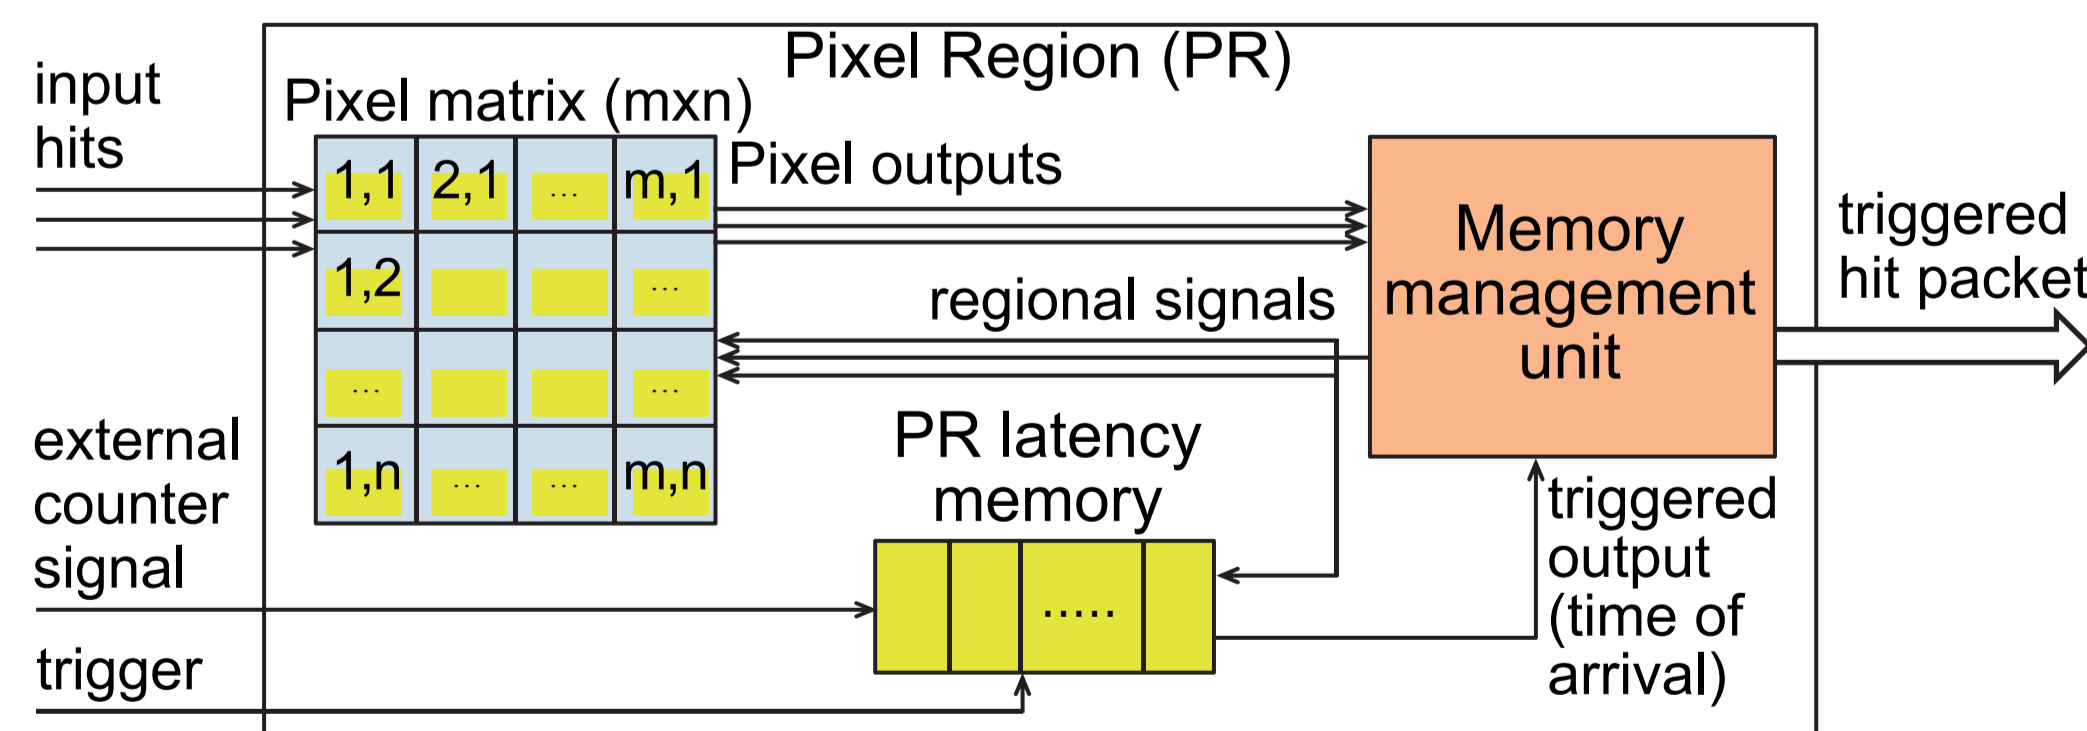 Pixel Region (PR)
input
hits
Pixel matrix (mxn)
1,1 2,1 ... m,1
1,2 ...
... ...
1,n ... ... m,n
Pixel outputs
regional signals
Memory
management
unit
triggered
hit packet
external
counter
signal
trigger
PR latency
memory
.....
triggered
output
(time of
arrival)